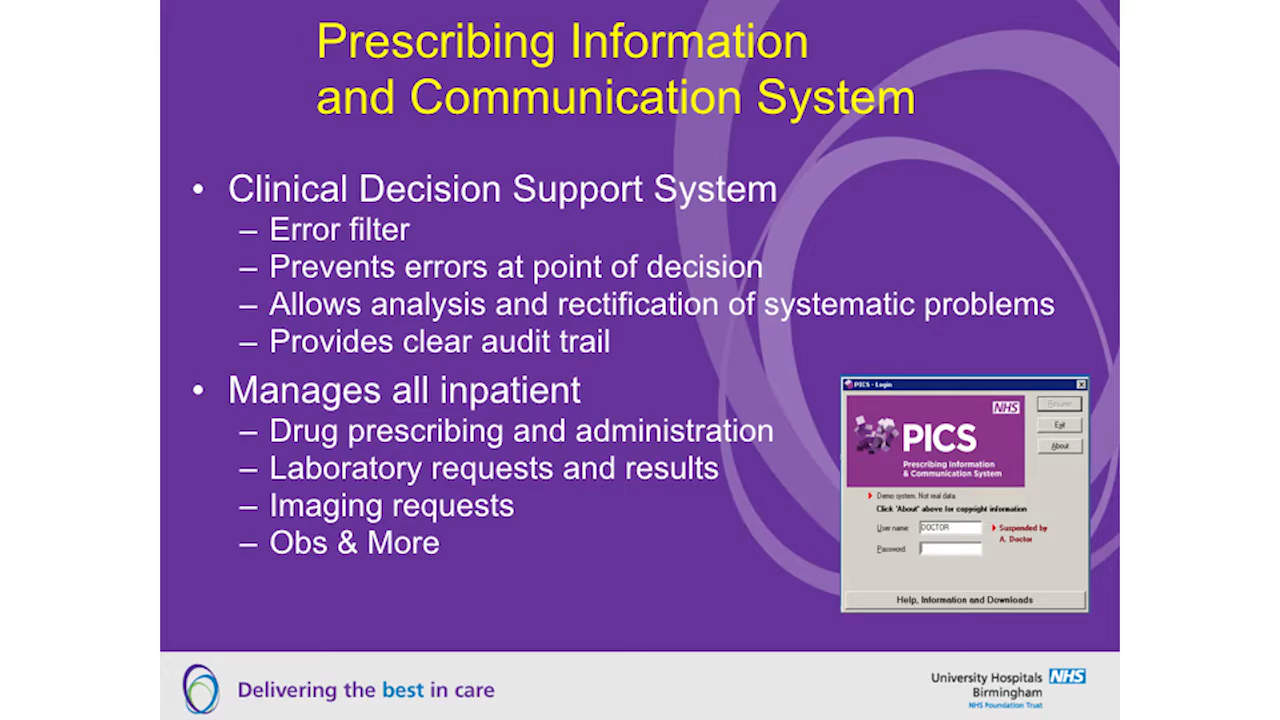 Prescribing Information
and Communication System
• Clinical Decision Support System
– Error filter
– Prevents errors at point of decision
– Allows analysis and rectification of systematic problems
– Provides clear audit trail
• Manages all inpatient
– Drug prescribing and administration
– Laboratory requests and results
– Imaging requests
– Obs & More
PICS - Login
NHS
PICS
Prescribing Information
& Communication System
Resume
Exit
About
Demo system. Not real data.
Click 'About' above for copyright information
User name: DOCTOR
Suspended by
A. Doctor
Password:
Help, Information and Downloads
Delivering the best in care
University Hospitals NHS
Birmingham
NHS Foundation Trust